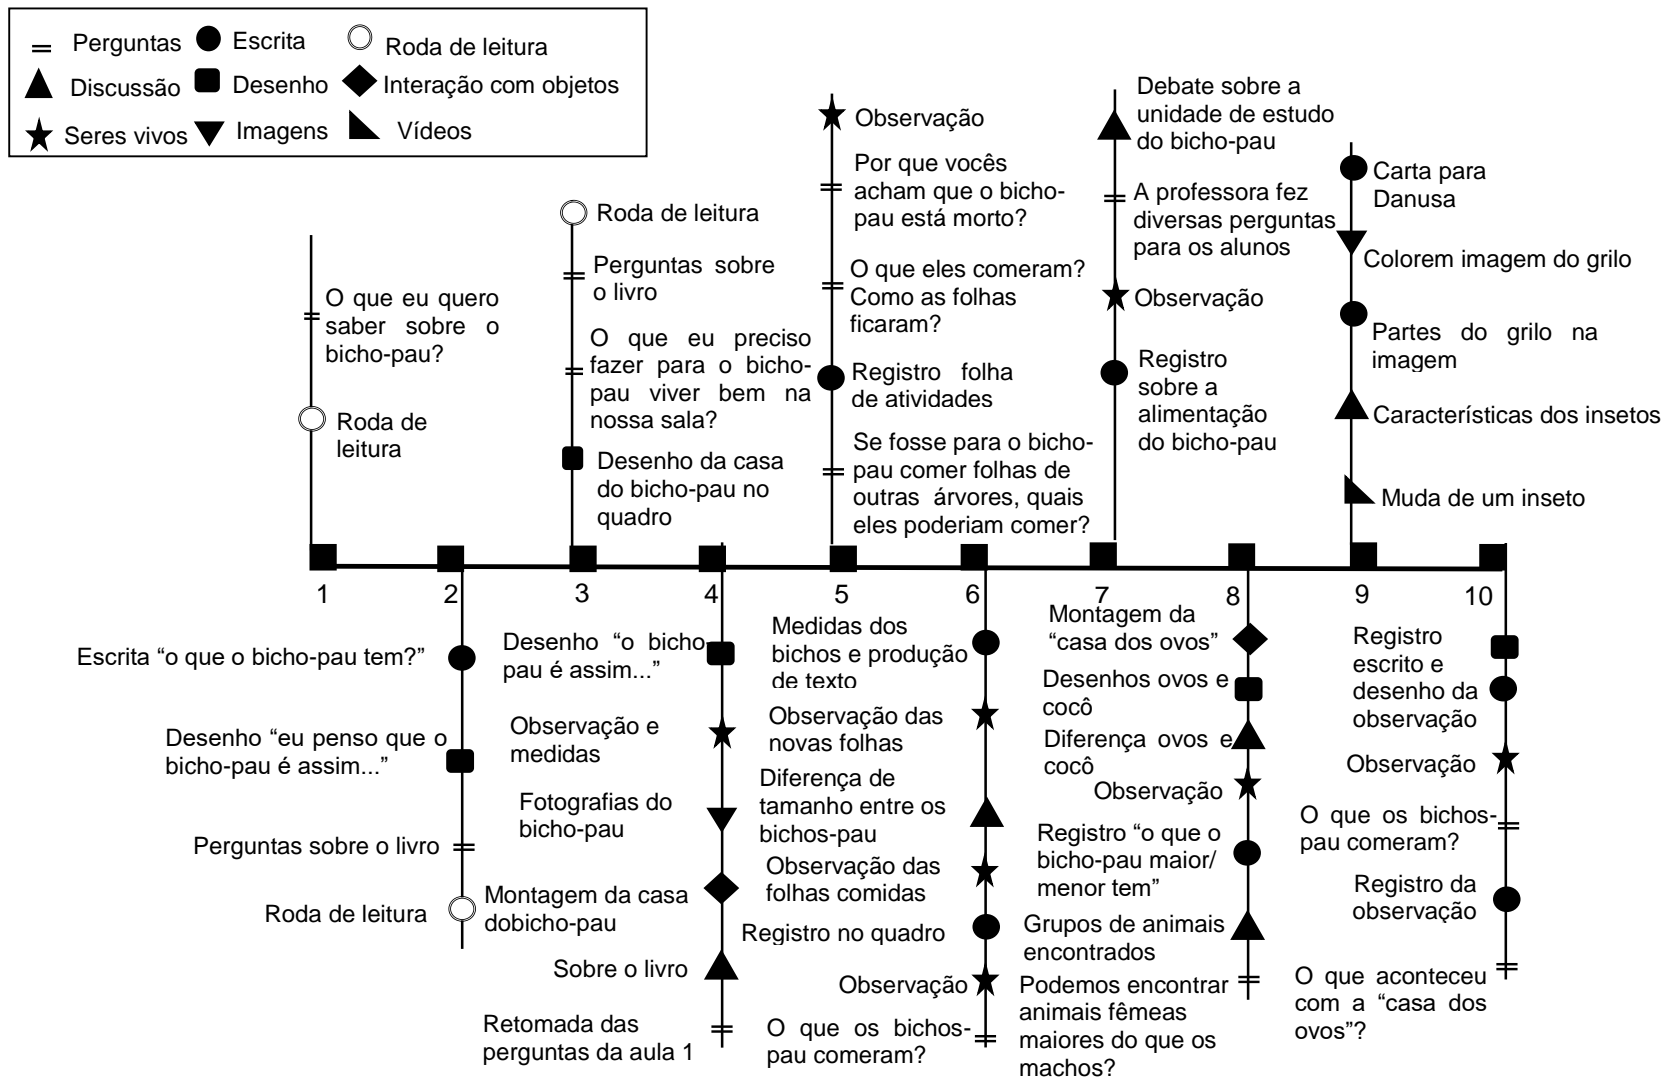 Perguntas
Escrita
Roda de leitura
Discussão
Desenho
Interação com objetos
Seres vivos
Imagens
Vídeos
O que eu quero
saber sobre o
bicho-pau?
Roda de
leitura
Roda de leitura
Perguntas sobre
o livro
O que eu preciso
fazer para o bicho-
pau viver bem na
nossa sala?
Desenho da casa
do bicho-pau no
quadro
Observação
Por que vocês
acham que o bicho-
pau está morto?
O que eles comeram?
Como as folhas
ficaram?
Registro folha
de atividades
Se fosse para o bicho-
pau comer folhas de
outras árvores, quais
eles poderiam comer?
Debate sobre a
unidade de estudo
do bicho-pau
A professora fez
diversas perguntas
para os alunos
Observação
Registro
sobre a
alimentação
do bicho-pau
Carta para
Danusa
Colorem imagem do grilo
Partes do grilo na
imagem
Características dos insetos
Muda de um inseto
1
2
3
4
5
6
7
8
9
10
Escrita “o que o bicho-pau tem?”
Desenho “eu penso que o
bicho-pau é assim...”
Perguntas sobre o livro
Roda de leitura
Desenho “o bicho-
pau é assim...”
Observação e
medidas
Fotografias do
bicho-pau
Montagem da casa
dobicho-pau
Sobre o livro
Retomada das
perguntas da aula 1
Medidas dos
bichos e produção
de texto
Observação das
novas folhas
Diferença de
tamanho entre os
bichos-pau
Observação das
folhas comidas
Registro no quadro
Observação
O que os bichos-
pau comeram?
Montagem da
“casa dos ovos”
Desenhos ovos e
cocô
Diferença ovos e
cocô
Observação
Registro “o que o
bicho-pau maior/
menor tem”
Grupos de animais
encontrados
Podemos encontrar
animais fêmeas
maiores do que os
machos?
Registro
escrito e
desenho da
observação
Observação
O que os bichos-
pau comeram?
Registro da
observação
O que aconteceu
com a “casa dos
ovos”?